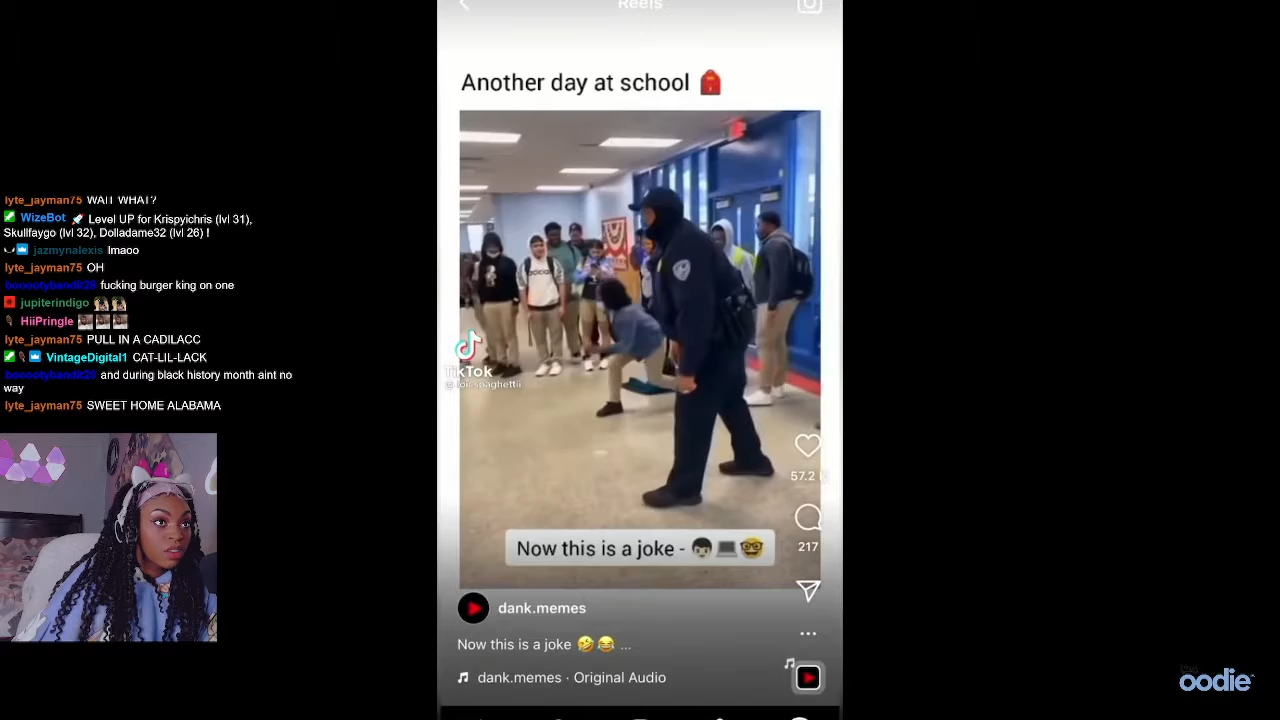 Reels
Another day at school
lyte_jayman75 WAIT WHAT?
WizeBot Level UP for Krispyichris (lvl 31),
Skullfaygo (lvl 32), Dolladame32 (lvl 26) !
jazmynalexis lmaoo
lyte_jayman75 OH
fucking burger king on one
jupiterindigo
HiiPringle
lyte_jayman75 PULL IN A CADILACC
VintageDigital1 CAT-LIL-LACK
and during black history month aint no
way
lyte_jayman75 SWEET HOME ALABAMA
TikTok
57.2
217
Now this is a joke -
dank.memes
Now this is a joke ...
dank.memes · Original Audio
oodie